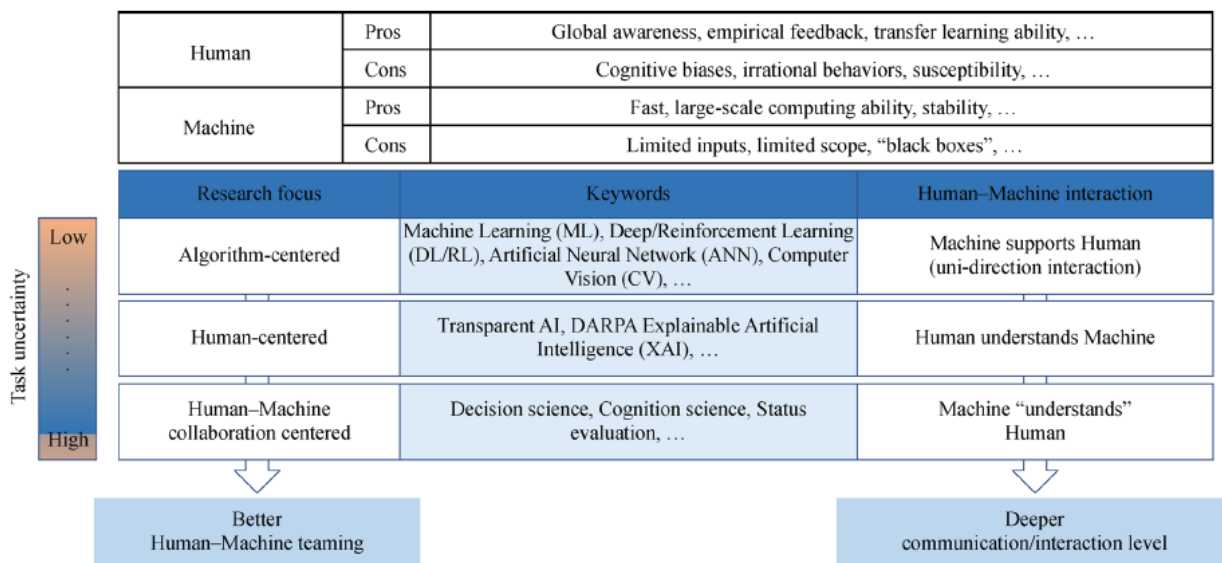 Human
Pros
Global awareness, empirical feedback, transfer learning ability, …
Cons
Cognitive biases, irrational behaviors, susceptibility, …
Machine
Pros
Fast, large-scale computing ability, stability, …
Cons
Limited inputs, limited scope, “black boxes”, …
Research focus
Keywords
Human–Machine interaction
Task uncertainty
Low
Algorithm-centered
Machine Learning (ML), Deep/Reinforcement Learning
(DL/RL), Artificial Neural Network (ANN), Computer
Vision (CV), …
Machine supports Human
(uni-direction interaction)
Human-centered
Transparent AI, DARPA Explainable Artificial
Intelligence (XAI), …
Human understands Machine
High
Human–Machine
collaboration centered
Decision science, Cognition science, Status
evaluation, …
Machine “understands”
Human
Better
Human–Machine teaming
Deeper
communication/interaction level